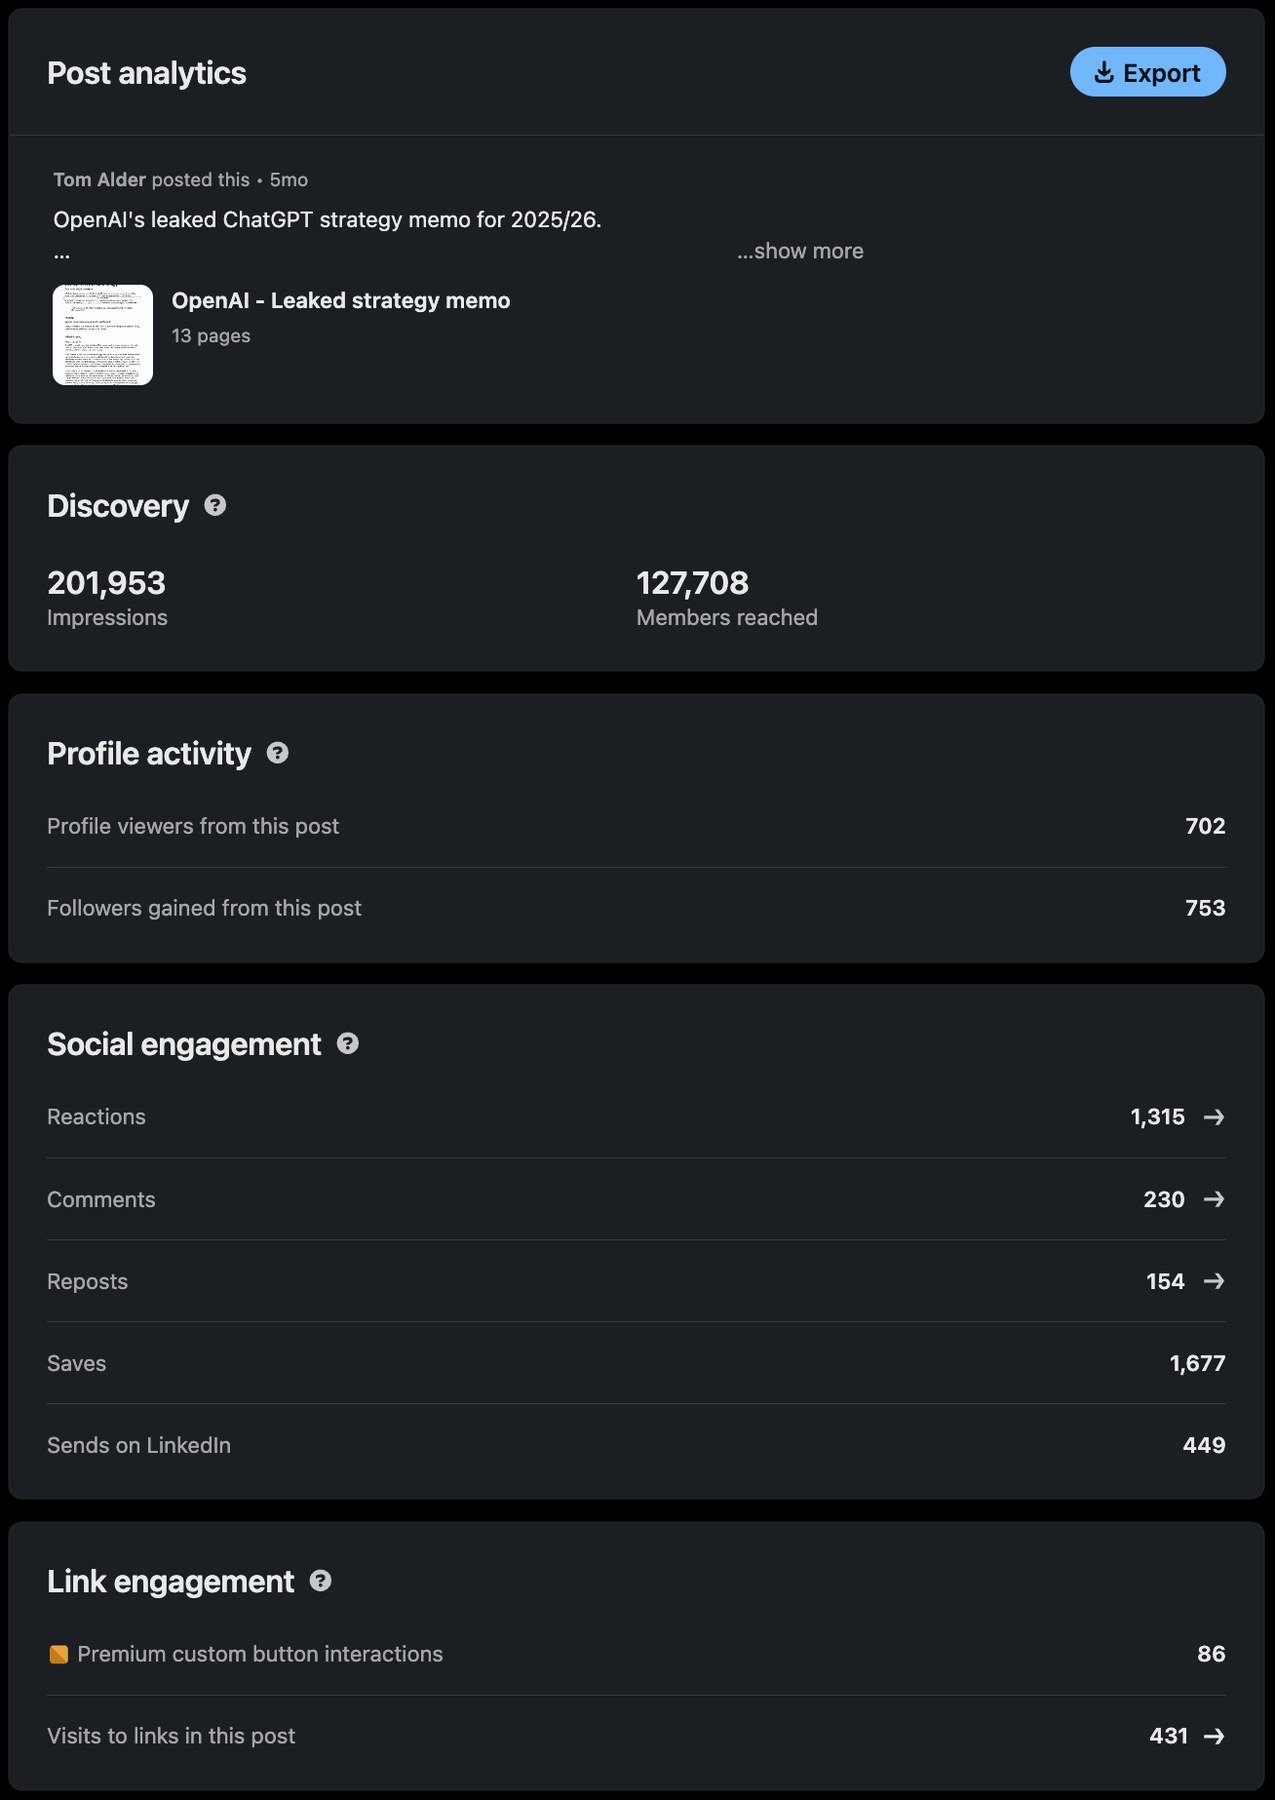 Post analytics
Export
Tom Alder posted this • 5mo
OpenAI's leaked ChatGPT strategy memo for 2025/26.
...
...show more
OpenAI - Leaked strategy memo
13 pages
Discovery
201,953
Impressions
127,708
Members reached
Profile activity
Profile viewers from this post 702
Followers gained from this post 753
Social engagement
Reactions 1,315 →
Comments 230 →
Reposts 154 →
Saves 1,677
Sends on LinkedIn 449
Link engagement
Premium custom button interactions 86
Visits to links in this post 431 →